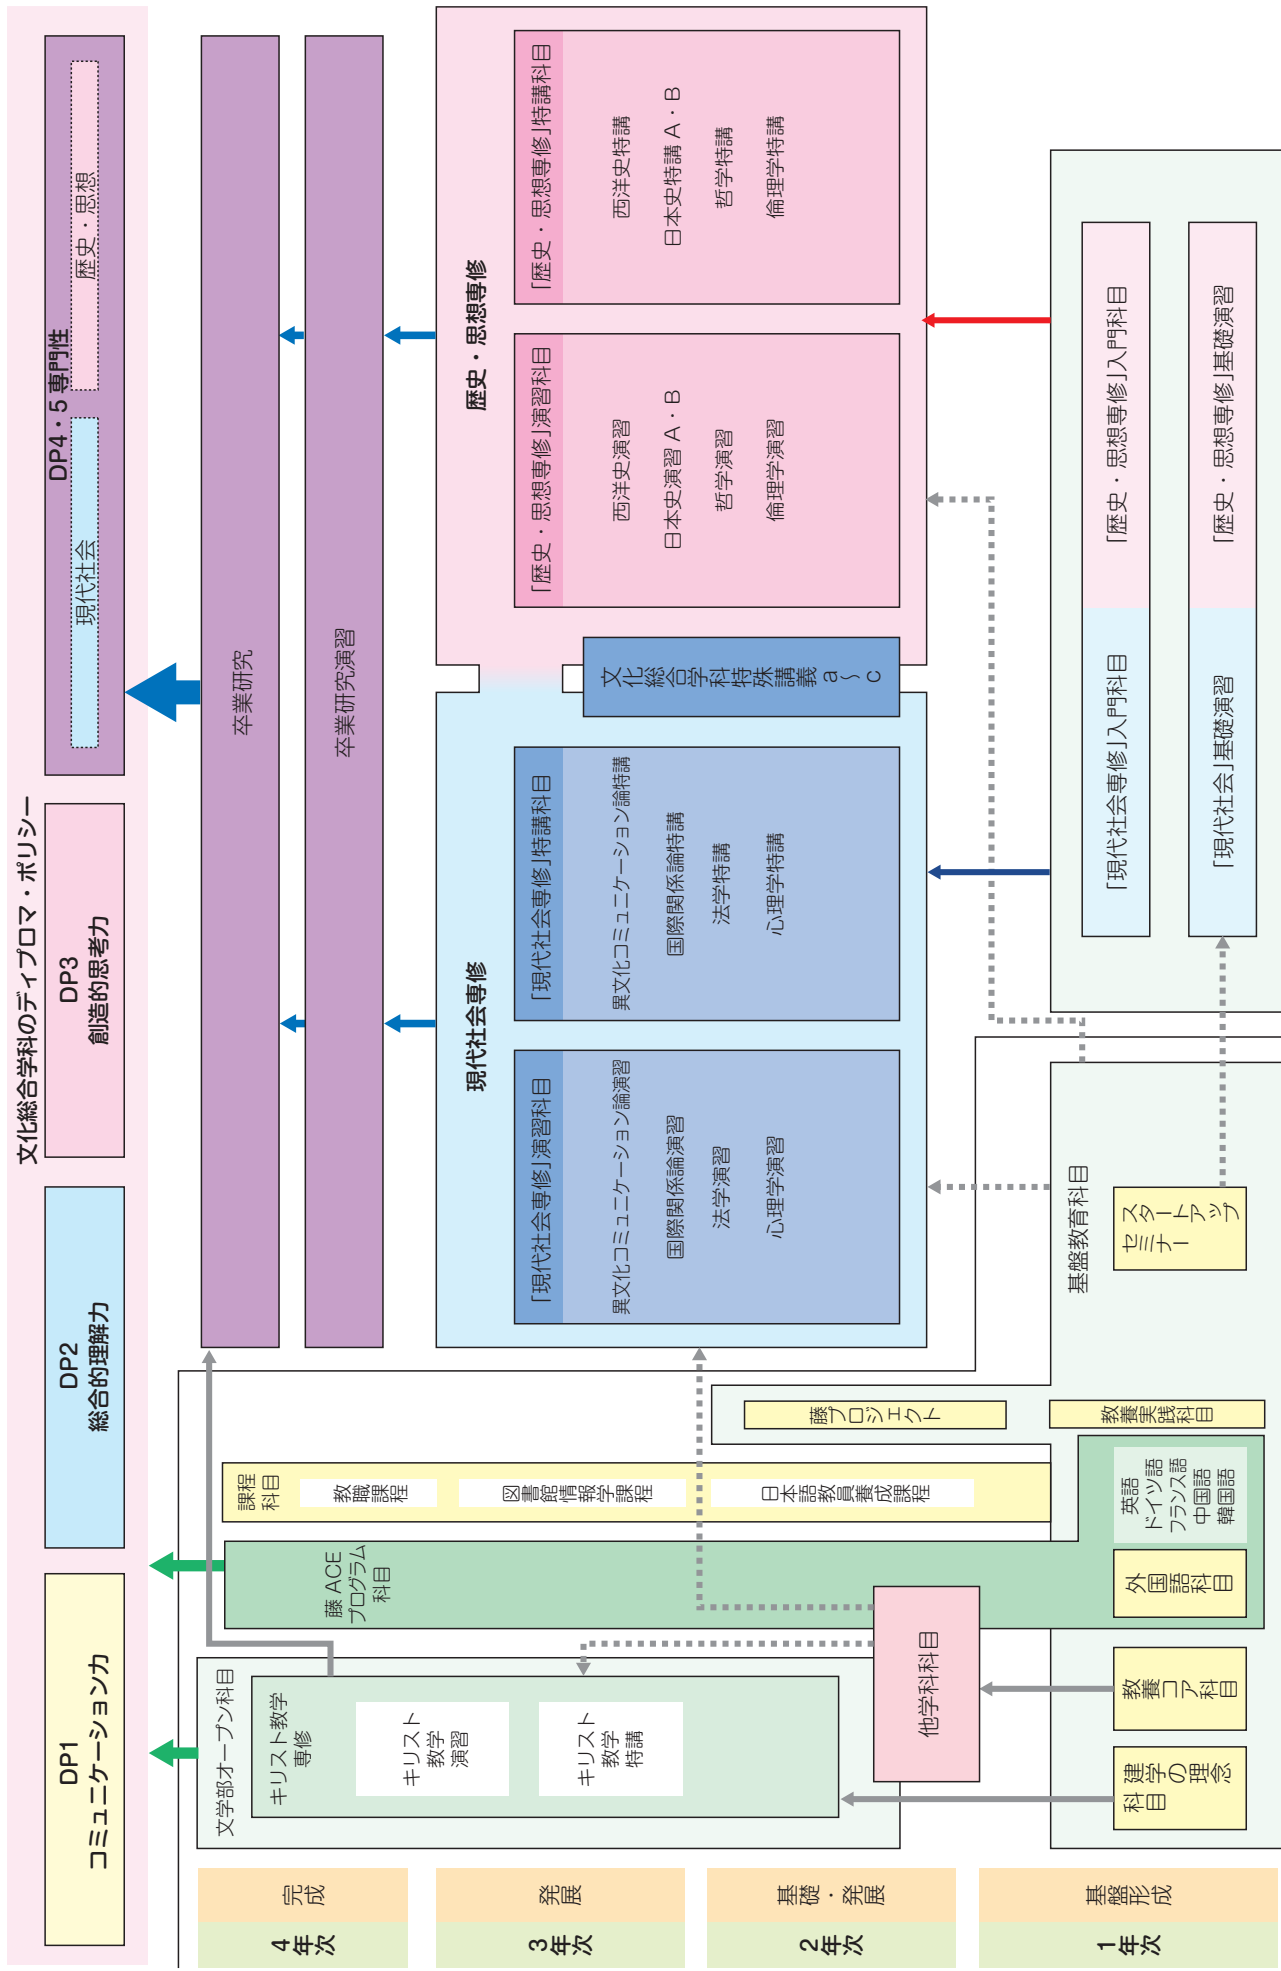 文化総合学科のディプロマ・ポリシー
DP1
コミュニケーション力
DP2
総合的理解力
DP3
創造的思考力
DP4・5 専門性
現代社会
歴史・思想
4年次
完成
3年次
発展
2年次
基礎・発展
1年次
基盤形成
卒業研究
卒業研究演習
文学部オープン科目
キリスト教学
専修
キリスト
教学
演習
キリスト
教学
特講
藤 ACE
プログラム
科目
課程
科目
教職課程
図書館情報学課程
日本語教員養成課程
藤プロジェクト
教養実践科目
他学科科目
現代社会専修
「現代社会専修」演習科目
異文化コミュニケーション論演習
国際関係論演習
法学演習
心理学演習
「現代社会専修」特講科目
異文化コミュニケーション論特講
国際関係論特講
法学特講
心理学特講
文化総合学科特殊講義 a～c
歴史・思想専修
「歴史・思想専修」演習科目
西洋史演習
日本史演習 A・B
哲学演習
倫理学演習
「歴史・思想専修」特講科目
西洋史特講
日本史特講 A・B
哲学特講
倫理学特講
基盤教育科目
建学の理念
科目
教養コア科目
外国語科目
英語
ドイツ語
フランス語
中国語
韓国語
スタートアップ
セミナー
「現代社会専修」入門科目
「歴史・思想専修」入門科目
「現代社会」基礎演習
「歴史・思想専修」基礎演習